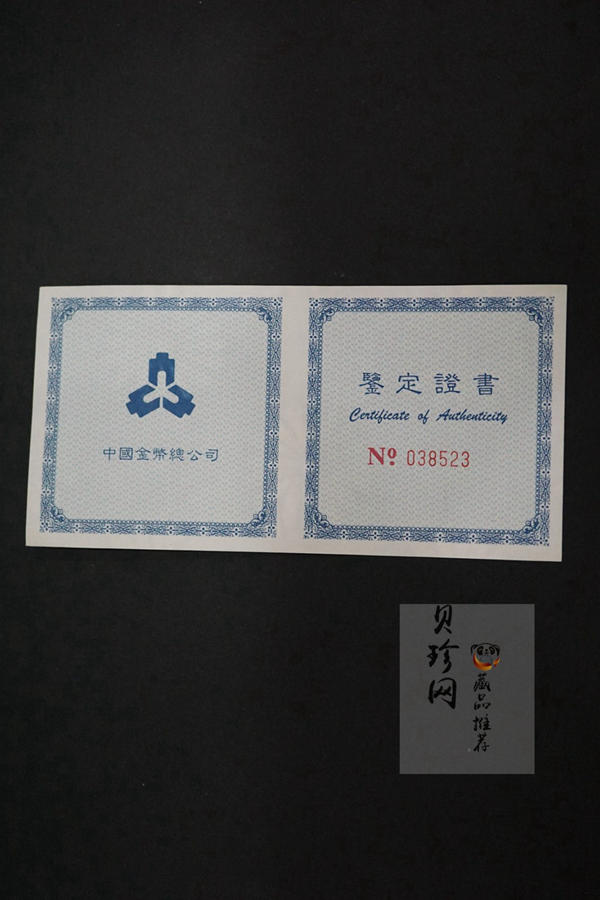 中國金幣總公司
鑒定證書
Certificate of Authenticity
Nº 038523
贝珍网
藏品推荐